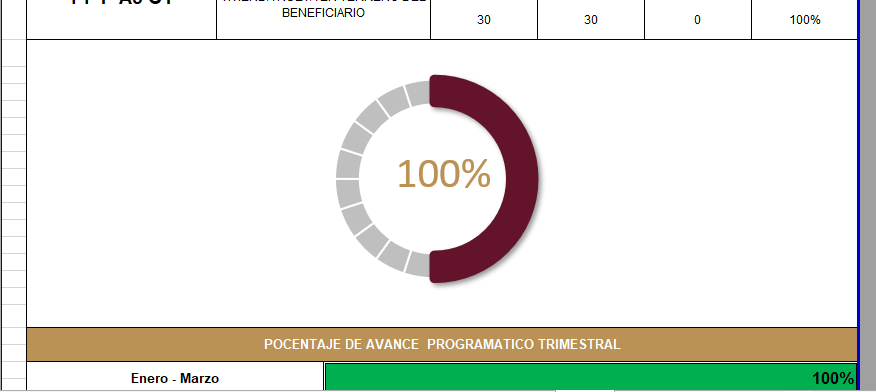 BENEFICIARIO
30 30 0 100%
100%
POCENTAJE DE AVANCE PROGRAMATICO TRIMESTRAL
Enero - Marzo 100%